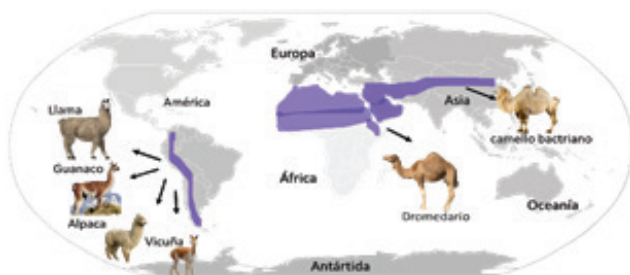 Europa
América
Asia
Llama
camello bactriano
Guanaco
África
Dromedario
Oceanía
Alpaca
Vicuña
Antártida